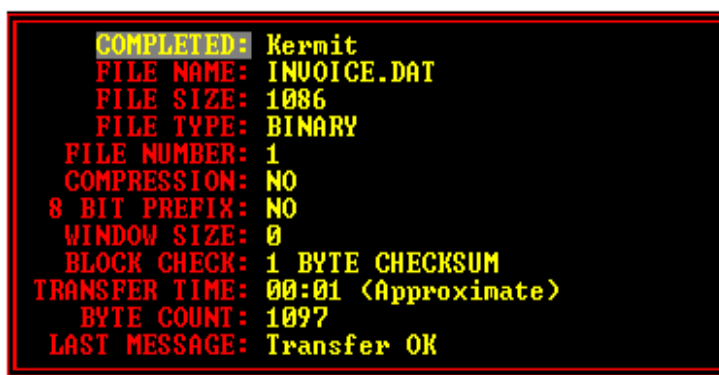 COMPLETED: Kermit
FILE NAME: INVOICE.DAT
FILE SIZE: 1086
FILE TYPE: BINARY
FILE NUMBER: 1
COMPRESSION: NO
8 BIT PREFIX: NO
WINDOW SIZE: 0
BLOCK CHECK: 1 BYTE CHECKSUM
TRANSFER TIME: 00:01 (Approximate)
BYTE COUNT: 1097
LAST MESSAGE: Transfer OK